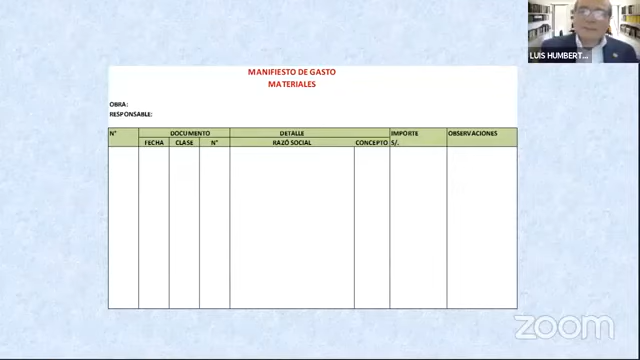 LUIS HUMBERT...
MANIFIESTO DE GASTO
MATERIALES
OBRA:
RESPONSABLE:
N° DOCUMENTO DETALLE IMPORTE OBSERVACIONES
FECHA CLASE N° RAZÓ SOCIAL CONCEPTO S/.
zoom